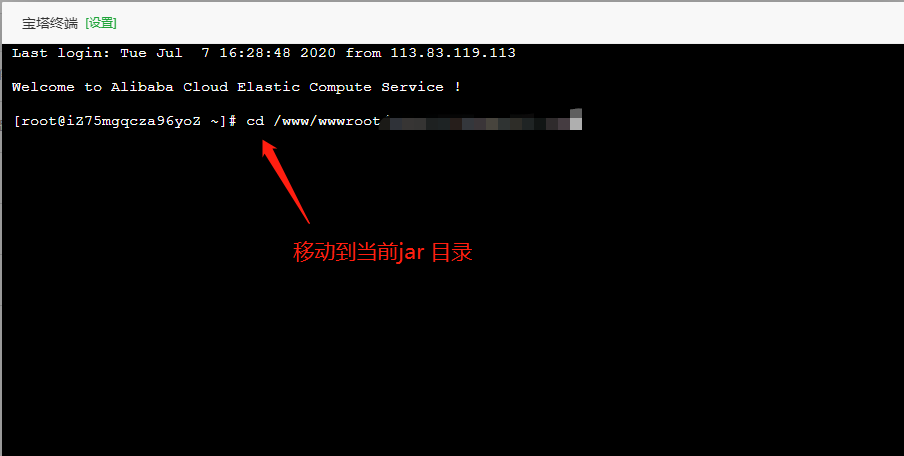 宝塔终端 [设置]
Last login: Tue Jul  7 16:28:48 2020 from 113.83.119.113
Welcome to Alibaba Cloud Elastic Compute Service !
[root@iZ75mgqcza96yoZ ~]# cd /www/wwwroot
移动到当前jar 目录